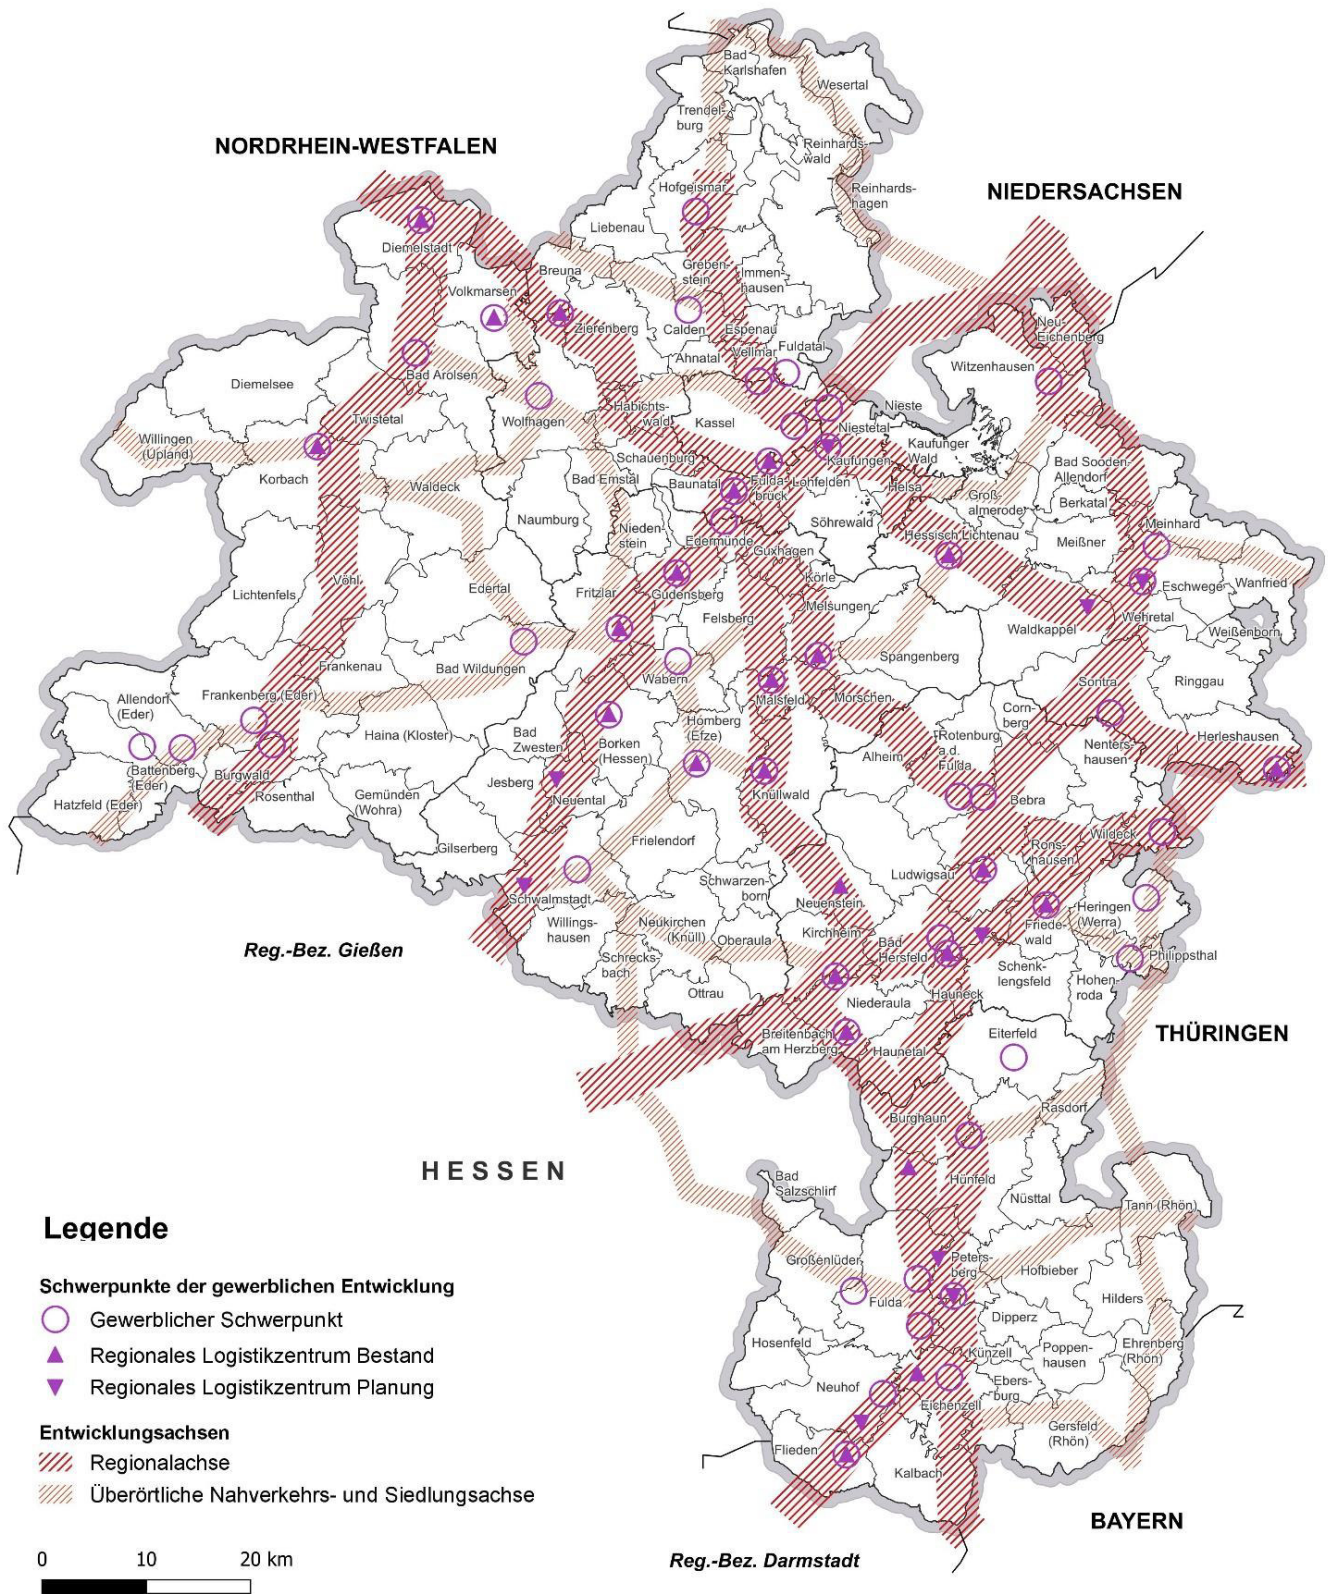 Bad
Karlshafen
Wesertal
Trendel-
burg
NORDRHEIN-WESTFALEN
Reinhards-
wald
Hofgeismar
Reinhards-
hagen
NIEDERSACHSEN
Liebenau
Diemelstadt
Breuna
Greben-
stein
Immen-
hausen
Volkmarsen
Zierenberg
Calden
Espenau
Neu-
Eichenberg
Ahnatal
Vellmar
Fuldatal
Witzenhausen
Bad Arolsen
Diemelsee
Twistetal
Wolfhagen
Habichts-
wald
Kassel
Nieste
Niestetal
Willingen
(Upland)
Kaufunger
Wald
Kaufungen
Schauenburg
Bad Sooden-
Allendorf
Korbach
Waldeck
Bad Emstal
Baunatal
Fulda-
brück
Lohfelden
Helsa
Groß-
almerode
Berkatal
Naumburg
Nieden-
stein
Söhrewald
Meinhard
Edermünde
Guxhagen
Hessisch Lichtenau
Meißner
Vöhl
Edertal
Fritzlar
Gudensberg
Körle
Eschwege
Wanfried
Lichtenfels
Felsberg
Melsungen
Waldkappel
Wehretal
Weißenborn
Frankenau
Bad Wildungen
Wabern
Spangenberg
Sontra
Ringgau
Allendorf
(Eder)
Frankenberg (Eder)
Malsfeld
Morschen
Corn-
berg
Haina (Kloster)
Bad
Zwesten
Borken
(Hessen)
Homberg
(Efze)
Alheim
Rotenburg
a.d.
Fulda
Nenters-
hausen
Herleshausen
Battenberg
(Eder)
Burgwald
Jesberg
Neuental
Knüllwald
Bebra
Hatzfeld (Eder)
Rosenthal
Gemünden
(Wohra)
Wildeck
Gilserberg
Frielendorf
Rons-
hausen
Ludwigsau
Schwalmstadt
Schwarzen-
born
Neuenstein
Heringen
(Werra)
Willings-
hausen
Neukirchen
(Knüll)
Oberaula
Kirchheim
Friede-
wald
Reg.-Bez. Gießen
Bad
Hersfeld
Philippsthal
Schrecks-
bach
Schenk-
lengsfeld
Hohen-
roda
Ottrau
Niederaula
Hauneck
Breitenbach
am Herzberg
Haunetal
Eiterfeld
THÜRINGEN
Burghaun
Rasdorf
HESSEN
Bad
Salzschlirf
Hünfeld
Nüsttal
Tann (Rhön)
Legende
Großenlüder
Peters-
berg
Hofbieber
Schwerpunkte der gewerblichen Entwicklung
Fulda
Hilders
Gewerblicher Schwerpunkt
Dipperz
Hosenfeld
Künzell
Poppen-
hausen
Ehrenberg
(Rhön)
Regionales Logistikzentrum Bestand
Regionales Logistikzentrum Planung
Neuhof
Ebers-
burg
Eichenzell
Gersfeld
(Rhön)
Entwicklungsachsen
Regionalachse
Flieden
Kalbach
Überörtliche Nahverkehrs- und Siedlungsachse
BAYERN
0 10 20 km
Reg.-Bez. Darmstadt